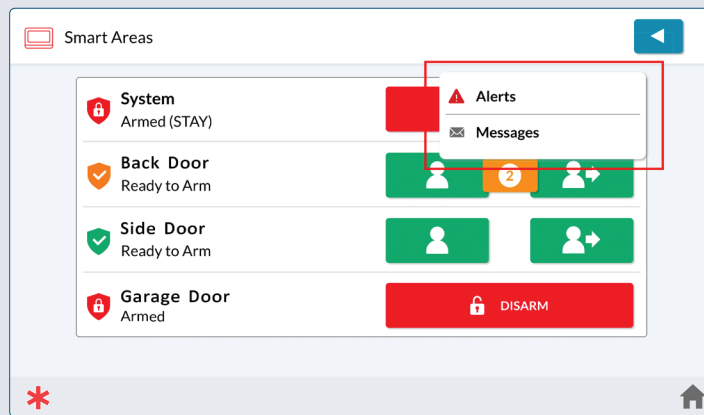 Smart Areas
System
Armed (STAY)
Alerts
Messages
Back Door
Ready to Arm
2
Side Door
Ready to Arm
Garage Door
Armed
DISARM